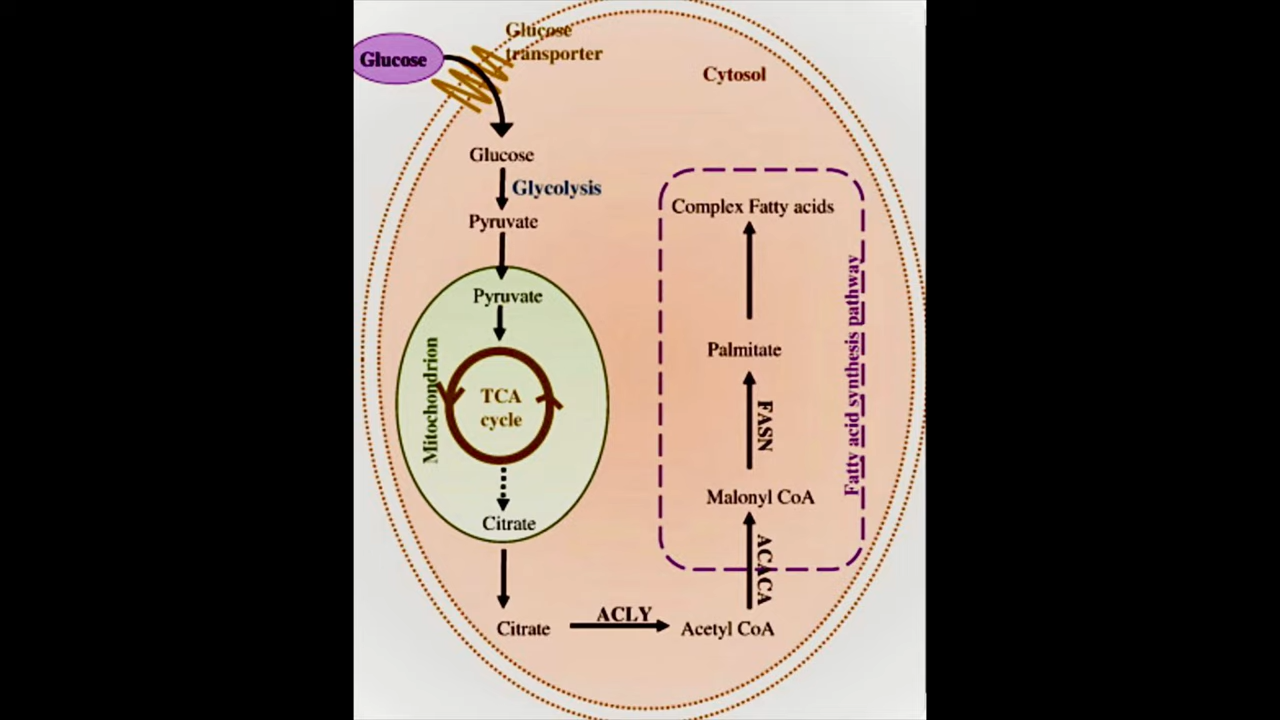 Glucose
Glucose
transporter
Cytosol
Glucose
Glycolysis
Pyruvate
Pyruvate
Mitochondrion
TCA
cycle
Citrate
Citrate
ACLY
Acetyl CoA
ACACA
Malonyl CoA
FASN
Palmitate
Complex Fatty acids
Fatty acid synthesis pathway